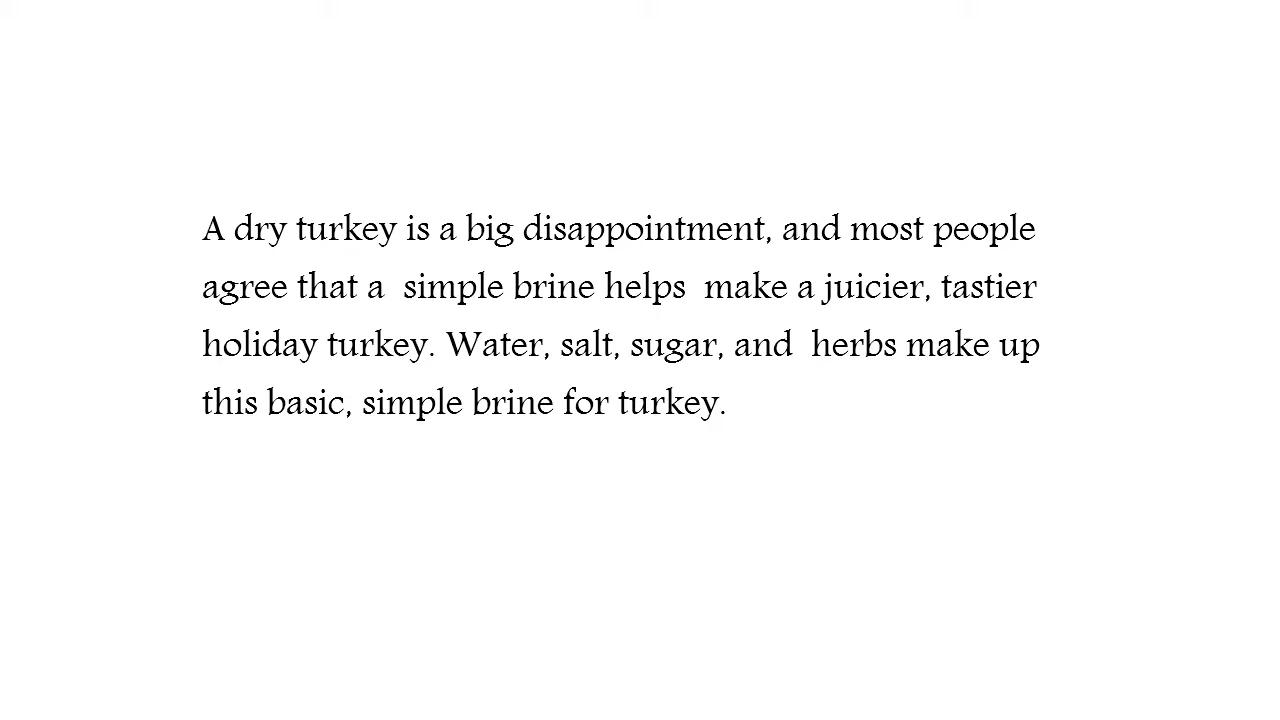 A dry turkey is a big disappointment, and most people
agree that a  simple brine helps  make a juicier, tastier
holiday turkey. Water, salt, sugar, and  herbs make up
this basic, simple brine for turkey.